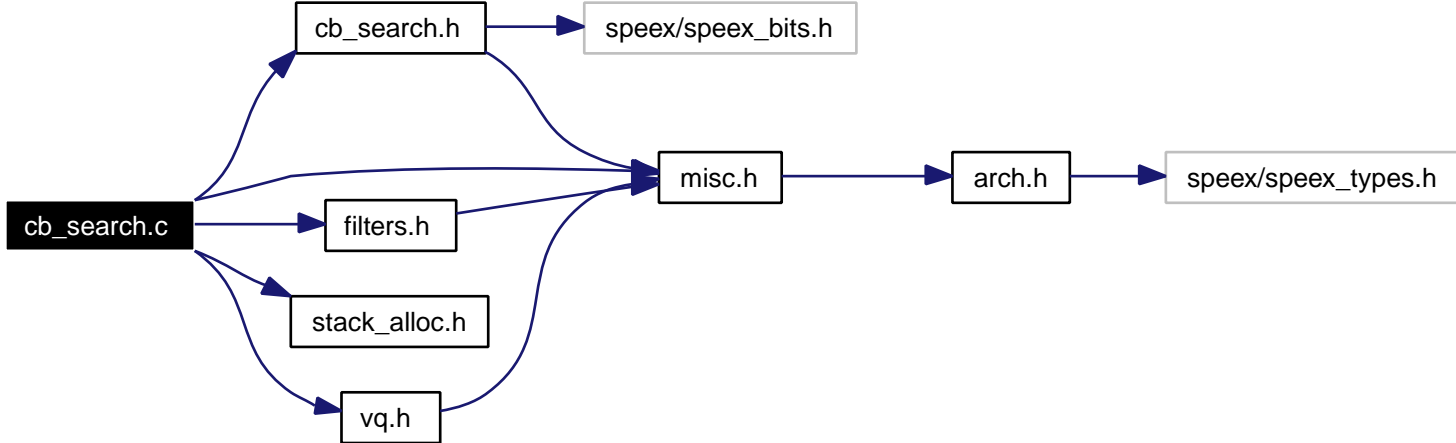 cb_search.h
speex/speex_bits.h
misc.h
arch.h
speex/speex_types.h
cb_search.c
filters.h
stack_alloc.h
vq.h